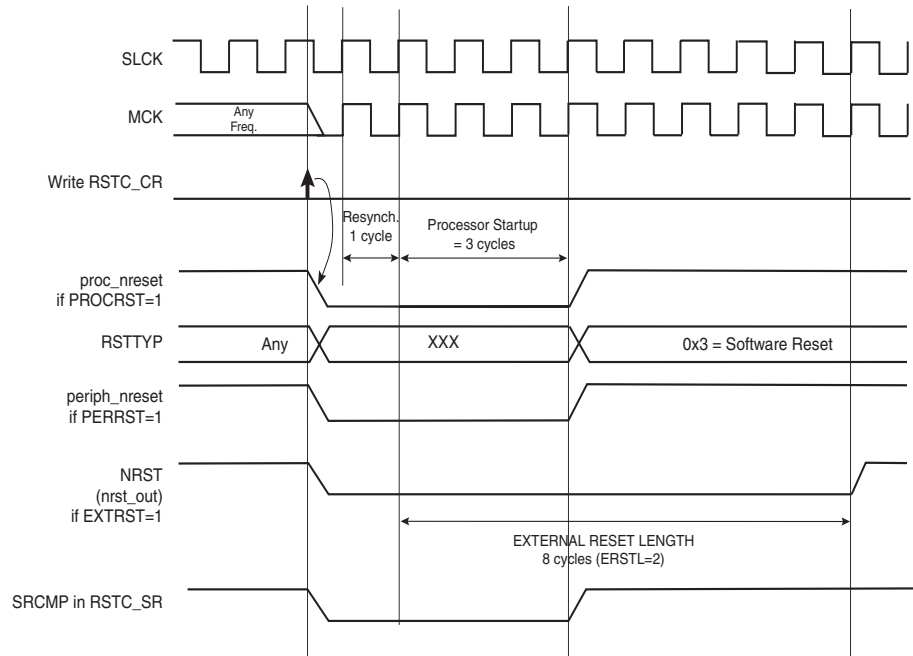 SLCK
MCK
Any
Freq.
Write RSTC_CR
Resynch.
1 cycle
Processor Startup
= 3 cycles
proc_nreset
if PROCRST=1
RSTTYP
Any
XXX
0x3 = Software Reset
periph_nreset
if PERRST=1
NRST
(nrst_out)
if EXTRST=1
EXTERNAL RESET LENGTH
8 cycles (ERSTL=2)
SRCMP in RSTC_SR